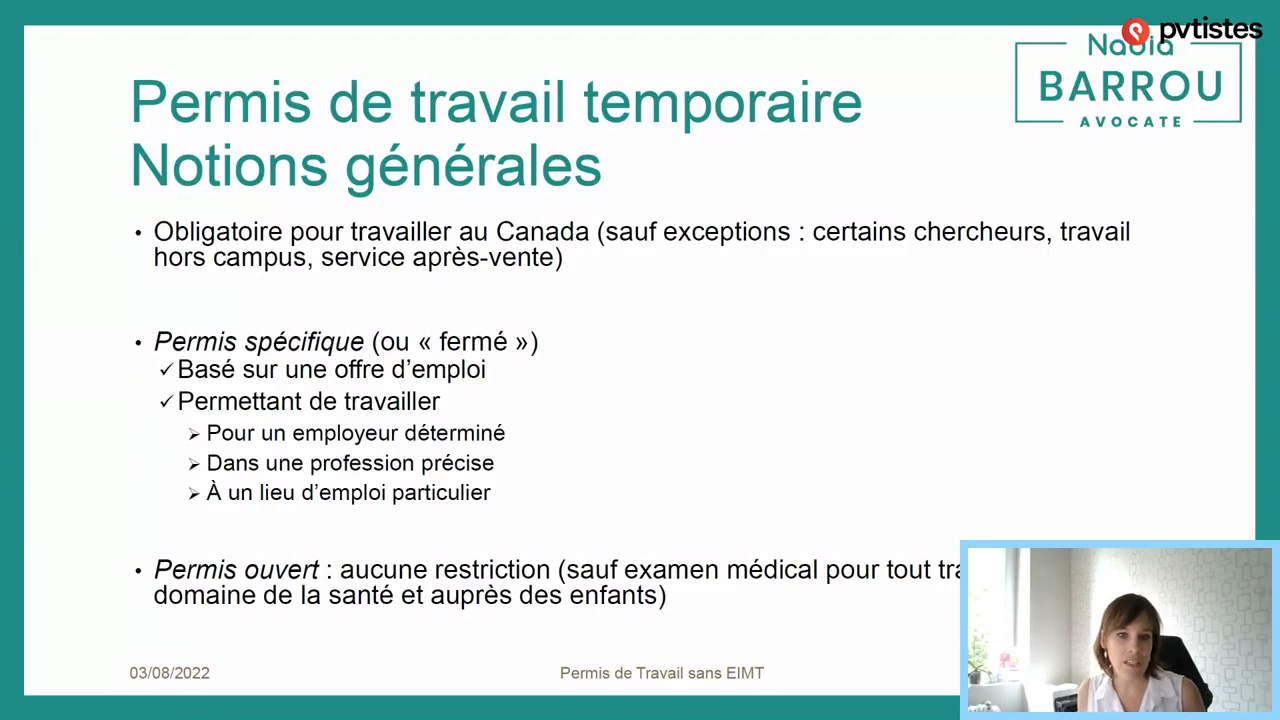 pvtistes
Nadia
BARROU
AVOCATE
Permis de travail temporaire
Notions générales
• Obligatoire pour travailler au Canada (sauf exceptions : certains chercheurs, travail
hors campus, service après-vente)
• Permis spécifique (ou « fermé »)
✓Basé sur une offre d’emploi
✓Permettant de travailler
➢ Pour un employeur déterminé
➢ Dans une profession précise
➢ À un lieu d’emploi particulier
• Permis ouvert : aucune restriction (sauf examen médical pour tout
domaine de la santé et auprès des enfants)
03/08/2022
Permis de Travail sans EIMT